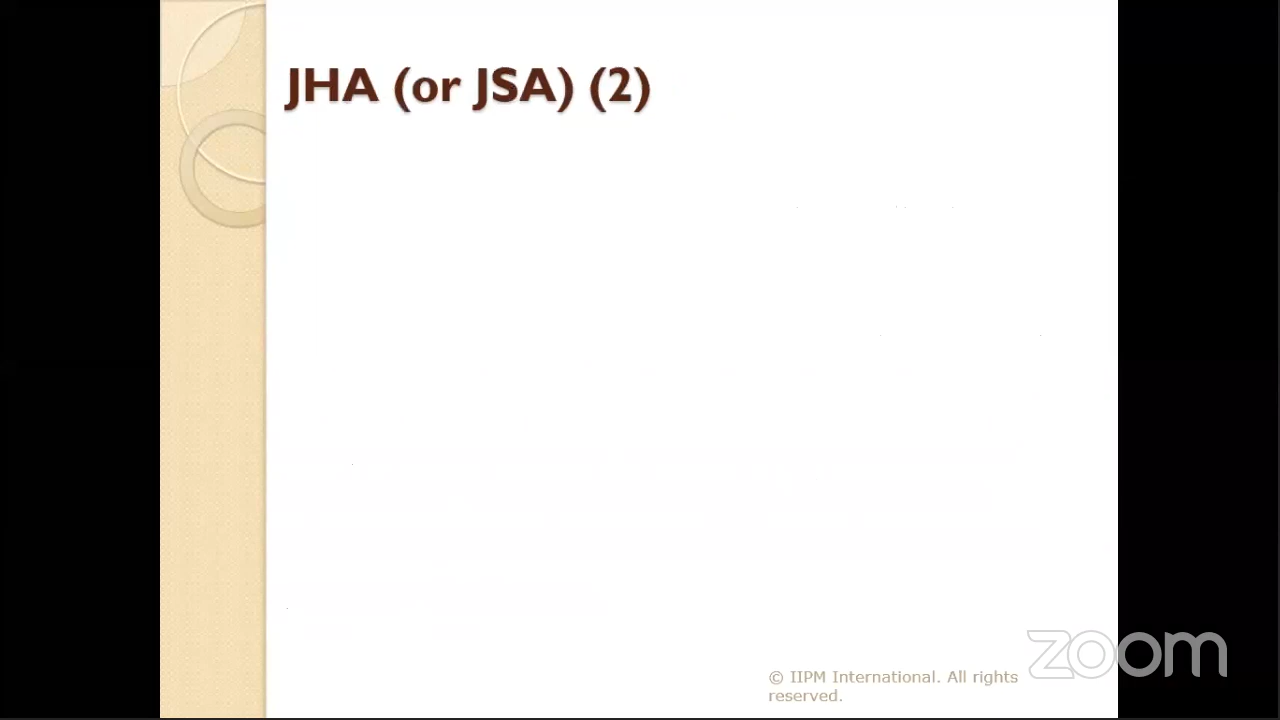 JHA (or JSA) (2)
© IIPM International. All rights
reserved.
zoom